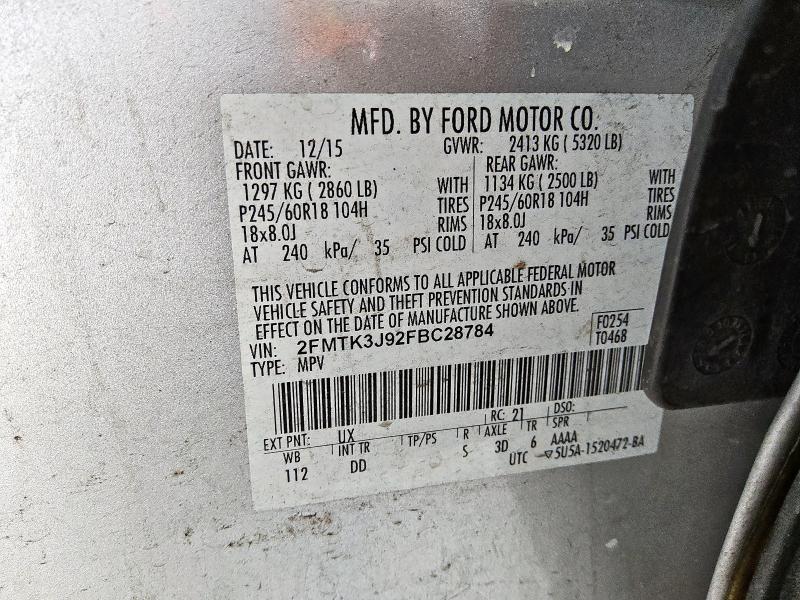 MFD. BY FORD MOTOR CO.
DATE: 12/15 GVWR: 2413 KG ( 5320 LB)
FRONT GAWR: REAR GAWR:
1297 KG ( 2860 LB) WITH 1134 KG ( 2500 LB) WITH
P245/60R18 104H TIRES P245/60R18 104H TIRES
18x8.0J RIMS 18x8.0J RIMS
AT 240 kPa/ 35 PSI COLD AT 240 kPa/ 35 PSI COLD
THIS VEHICLE CONFORMS TO ALL APPLICABLE FEDERAL MOTOR
VEHICLE SAFETY AND THEFT PREVENTION STANDARDS IN
EFFECT ON THE DATE OF MANUFACTURE SHOWN ABOVE.
VIN: 2FMTK3J92FBC28784 F0254
TYPE: MPV T0468
RC: 21 DSO:
EXT PNT: UX
WB INT TR TP/PS R AXLE TR SPR
112 DD S 3D 6 AAAA
UTC ▽5U5A-1520472-BA